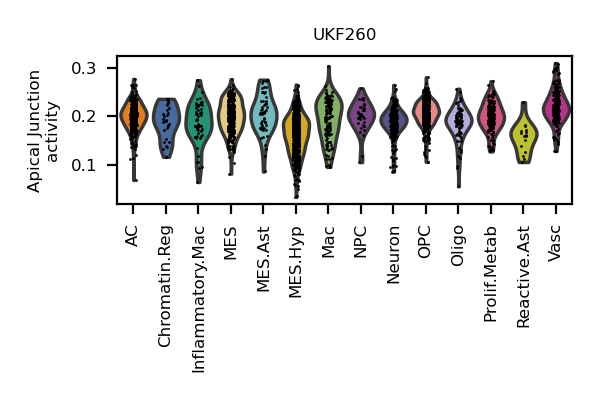 UKF260
Apical Junction
activity
0.3
0.2
0.1
AC
Chromatin.Reg
Inflammatory.Mac
MES
MES.Ast
MES.Hyp
Mac
NPC
Neuron
OPC
Oligo
Prolif.Metab
Reactive.Ast
Vasc